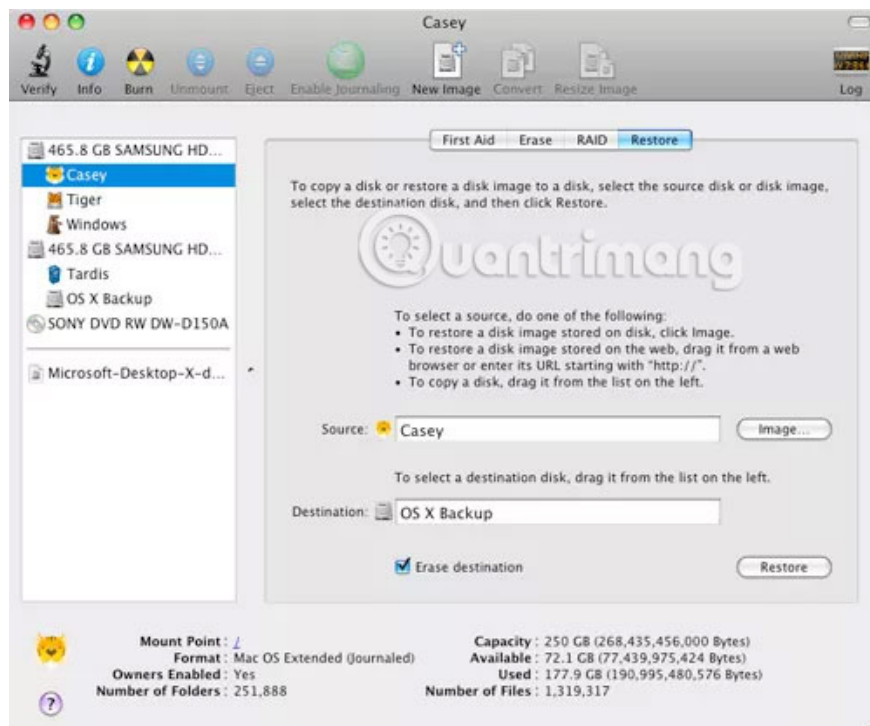 Casey
Verify Info Burn Unmount Eject Enable Journaling New Image Convert Resize Image Log
First Aid Erase RAID Restore
465.8 GB SAMSUNG HD...
Casey
Tiger
Windows
465.8 GB SAMSUNG HD...
Tardis
OS X Backup
SONY DVD RW DW-D150A
Microsoft-Desktop-X-d...
To copy a disk or restore a disk image to a disk, select the source disk or disk image,
select the destination disk, and then click Restore.
Quantrimang
To select a source, do one of the following:
• To restore a disk image stored on disk, click Image.
• To restore a disk image stored on the web, drag it from a web
browser or enter its URL starting with "http://".
• To copy a disk, drag it from the list on the left.
Source: Casey Image...
To select a destination disk, drag it from the list on the left.
Destination: OS X Backup
Erase destination Restore
Mount Point : / Capacity : 250 GB (268,435,456,000 Bytes)
Format : Mac OS Extended (Journaled) Available : 72.1 GB (77,439,975,424 Bytes)
Owners Enabled : Yes Used : 177.9 GB (190,995,480,576 Bytes)
Number of Folders : 251,888 Number of Files : 1,319,317
?